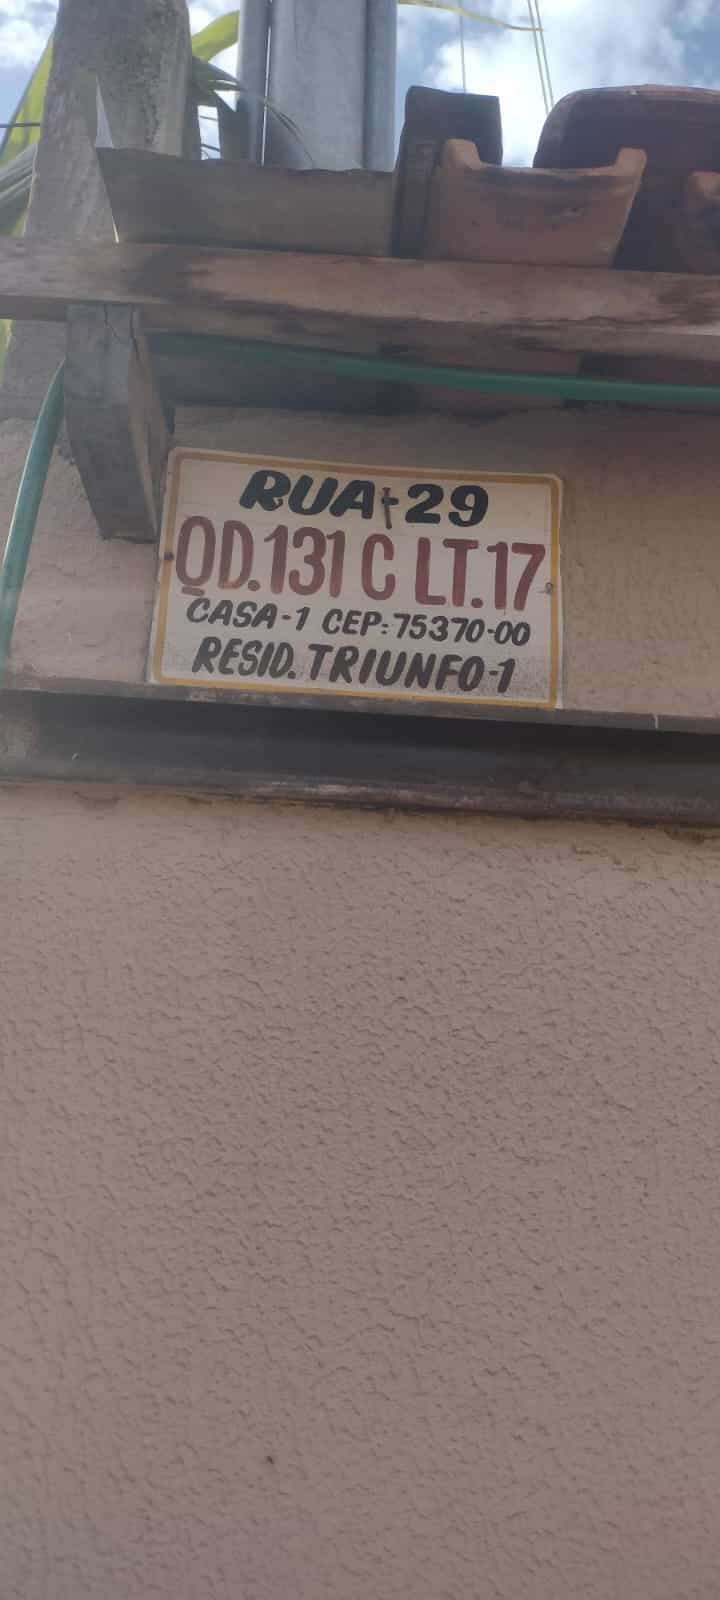 RUA-29
QD.131 C LT.17
CASA-1 CEP:75370-00
RESID. TRIUNFO-1